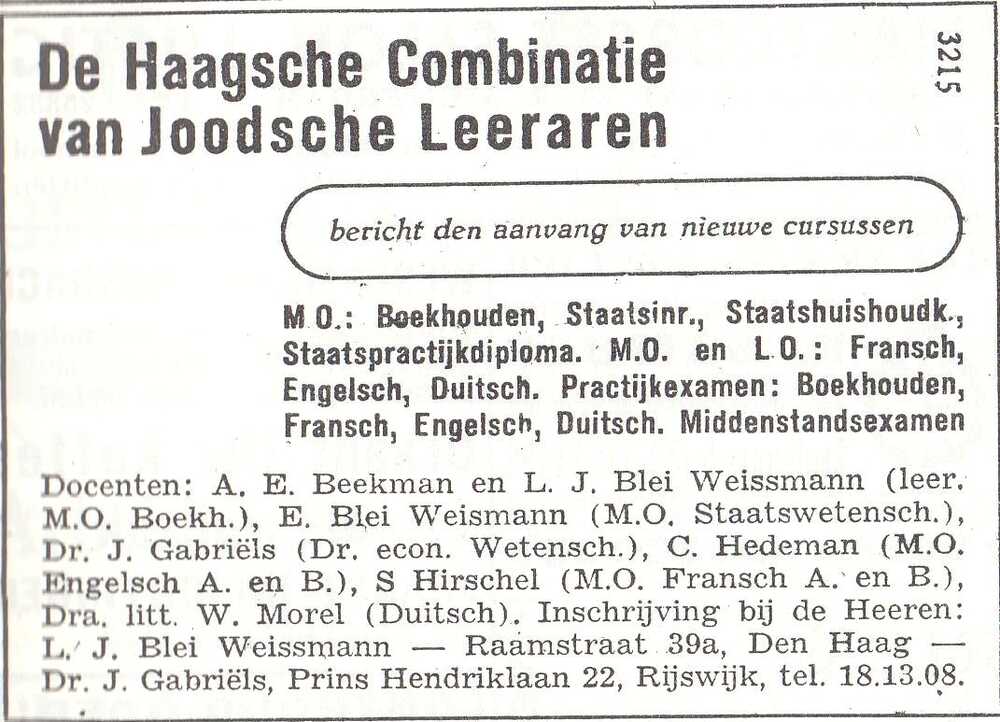 De Haagsche Combinatie
van Joodsche Leeraren
3215
bericht den aanvang van nieuwe cursussen
M O.: Boekhouden, Staatsinr., Staatshuishoudk.,
Staatspractijkdiploma. M.O. en L.O.: Fransch,
Engelsch, Duitsch. Practijkexamen: Boekhouden,
Fransch, Engelsch, Duitsch. Middenstandsexamen
Docenten: A. E. Beekman en L. J. Blei Weissmann (leer.
M.O. Boekh.), E. Blei Weismann (M.O. Staatswetensch.),
Dr. J. Gabriëls (Dr. econ. Wetensch.), C. Hedeman (M.O.
Engelsch A. en B.), S Hirschel (M.O. Fransch A. en B.),
Dra. litt. W. Morel (Duitsch). Inschrijving bij de Heeren:
L. J. Blei Weissmann — Raamstraat 39a, Den Haag —
Dr. J. Gabriëls, Prins Hendriklaan 22, Rijswijk, tel. 18.13.08.